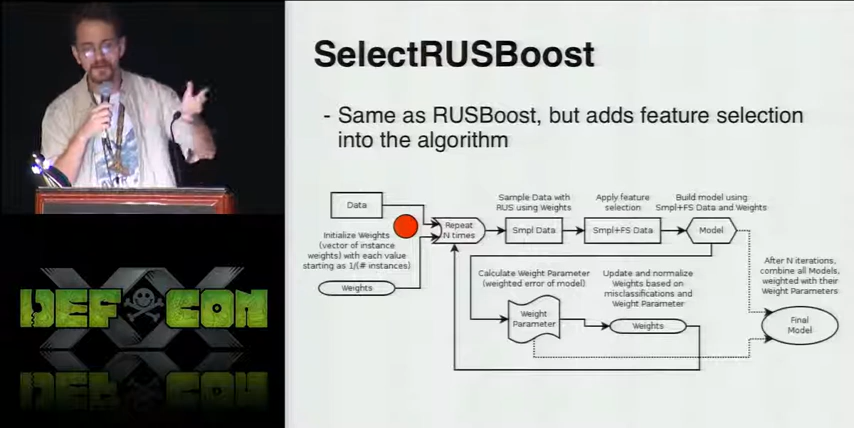 SelectRUSBoost
- Same as RUSBoost, but adds feature selection
into the algorithm
Data
Initialize Weights
(vector of instance
weights) with each value
starting as 1/(# instances)
Weights
Repeat
N times
Sample Data with
RUS using Weights
Smpl Data
Apply feature
selection
Smpl+FS Data
Build model using
Smpl+FS Data and Weights
Model
Calculate Weight Parameter
(weighted error of model)
Weight
Parameter
Update and normalize
Weights based on
misclassifications and
Weight Parameter
Weights
After N iterations,
combine all Models,
weighted with their
Weight Parameters
Final
Model
XX
DEF CON